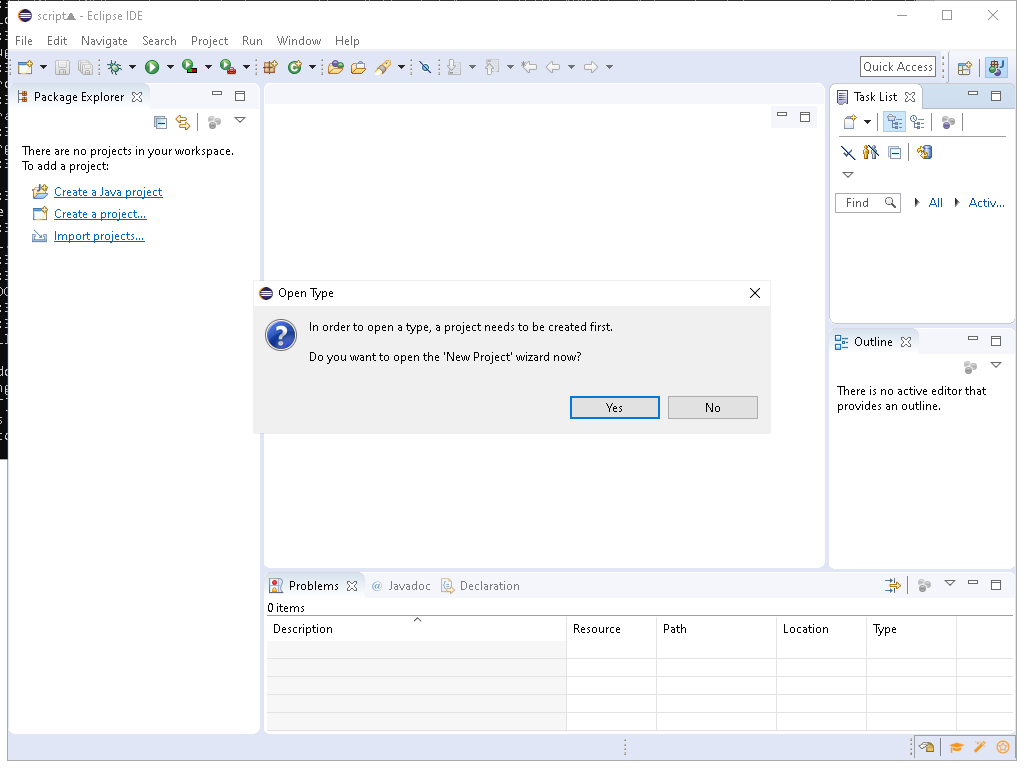 script▲ - Eclipse IDE
File Edit Navigate Search Project Run Window Help
Quick Access
Package Explorer
There are no projects in your workspace.
To add a project:
Create a Java project
Create a project...
Import projects...
Task List
Find All Activ...
Open Type
In order to open a type, a project needs to be created first.
Do you want to open the 'New Project' wizard now?
Yes No
Outline
There is no active editor that
provides an outline.
Problems @ Javadoc Declaration
0 items
Description Resource Path Location Type